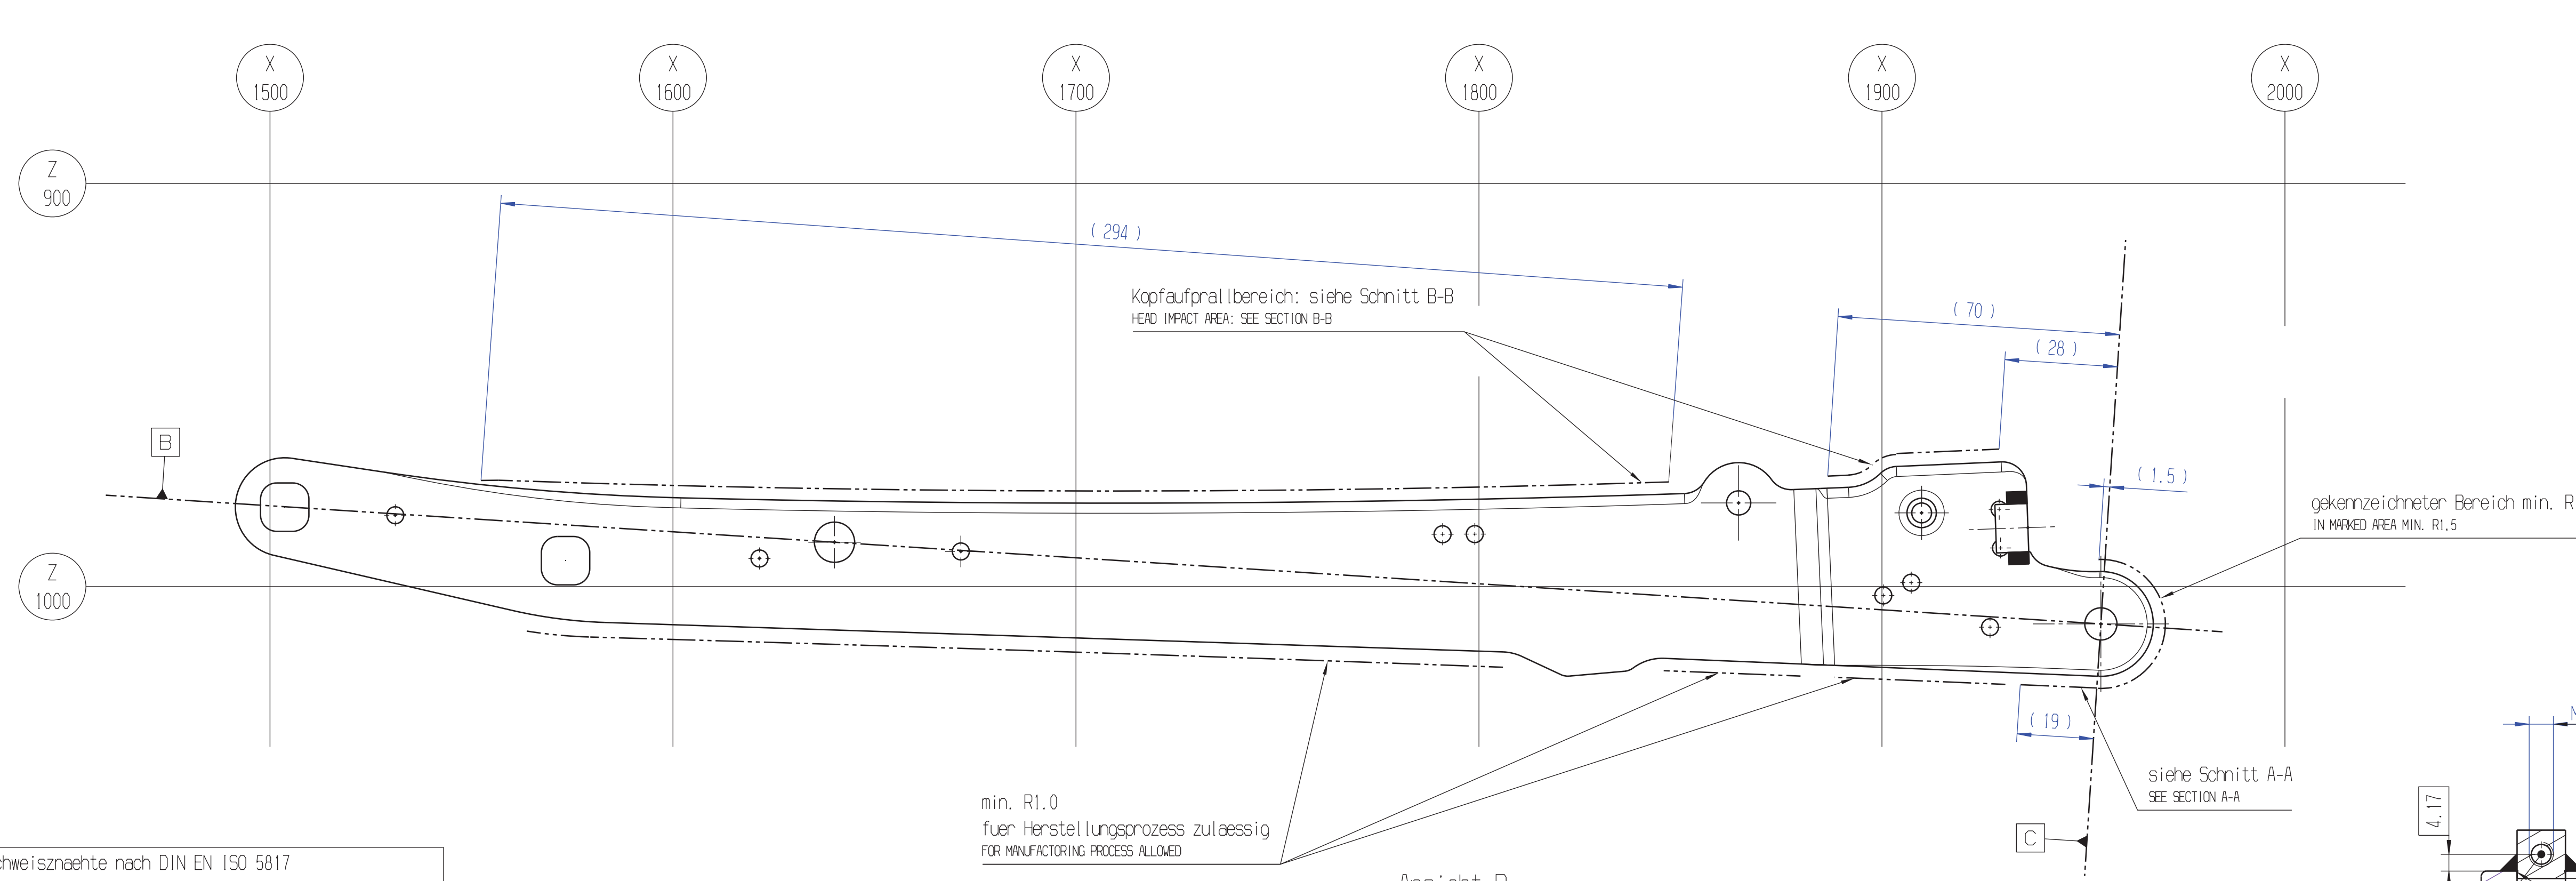 X
1500
X
1600
X
1700
X
1800
X
1900
X
2000
Z
900
( 294 )
Kopfaufprallbereich: siehe Schnitt B-B
HEAD IMPACT AREA: SEE SECTION B-B
( 70 )
( 28 )
B
( 1.5 )
gekennzeichneter Bereich min. R
IN MARKED AREA MIN. R1,5
Z
1000
( 19 )
siehe Schnitt A-A
SEE SECTION A-A
min. R1.0
fuer Herstellungsprozess zulaessig
FOR MANUFACTORING PROCESS ALLOWED
C
4.17
chweisznaehte nach DIN EN ISO 5817